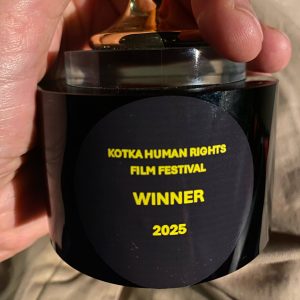 KOTKA HUMAN RIGHTS
FILM FESTIVAL
WINNER
2025